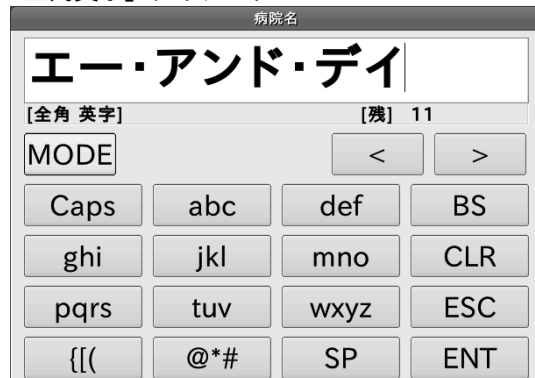 病院名
エー・アンド・デイ
[全角 英字] [残] 11
MODE < >
Caps abc def BS
ghi jkl mno CLR
pqrs tuv wxyz ESC
{[( @*# SP ENT